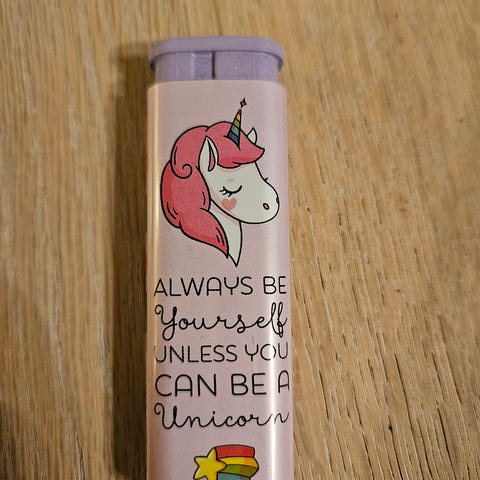 ALWAYS BE
Yourself
UNLESS YOU
CAN BE A
Unicorn